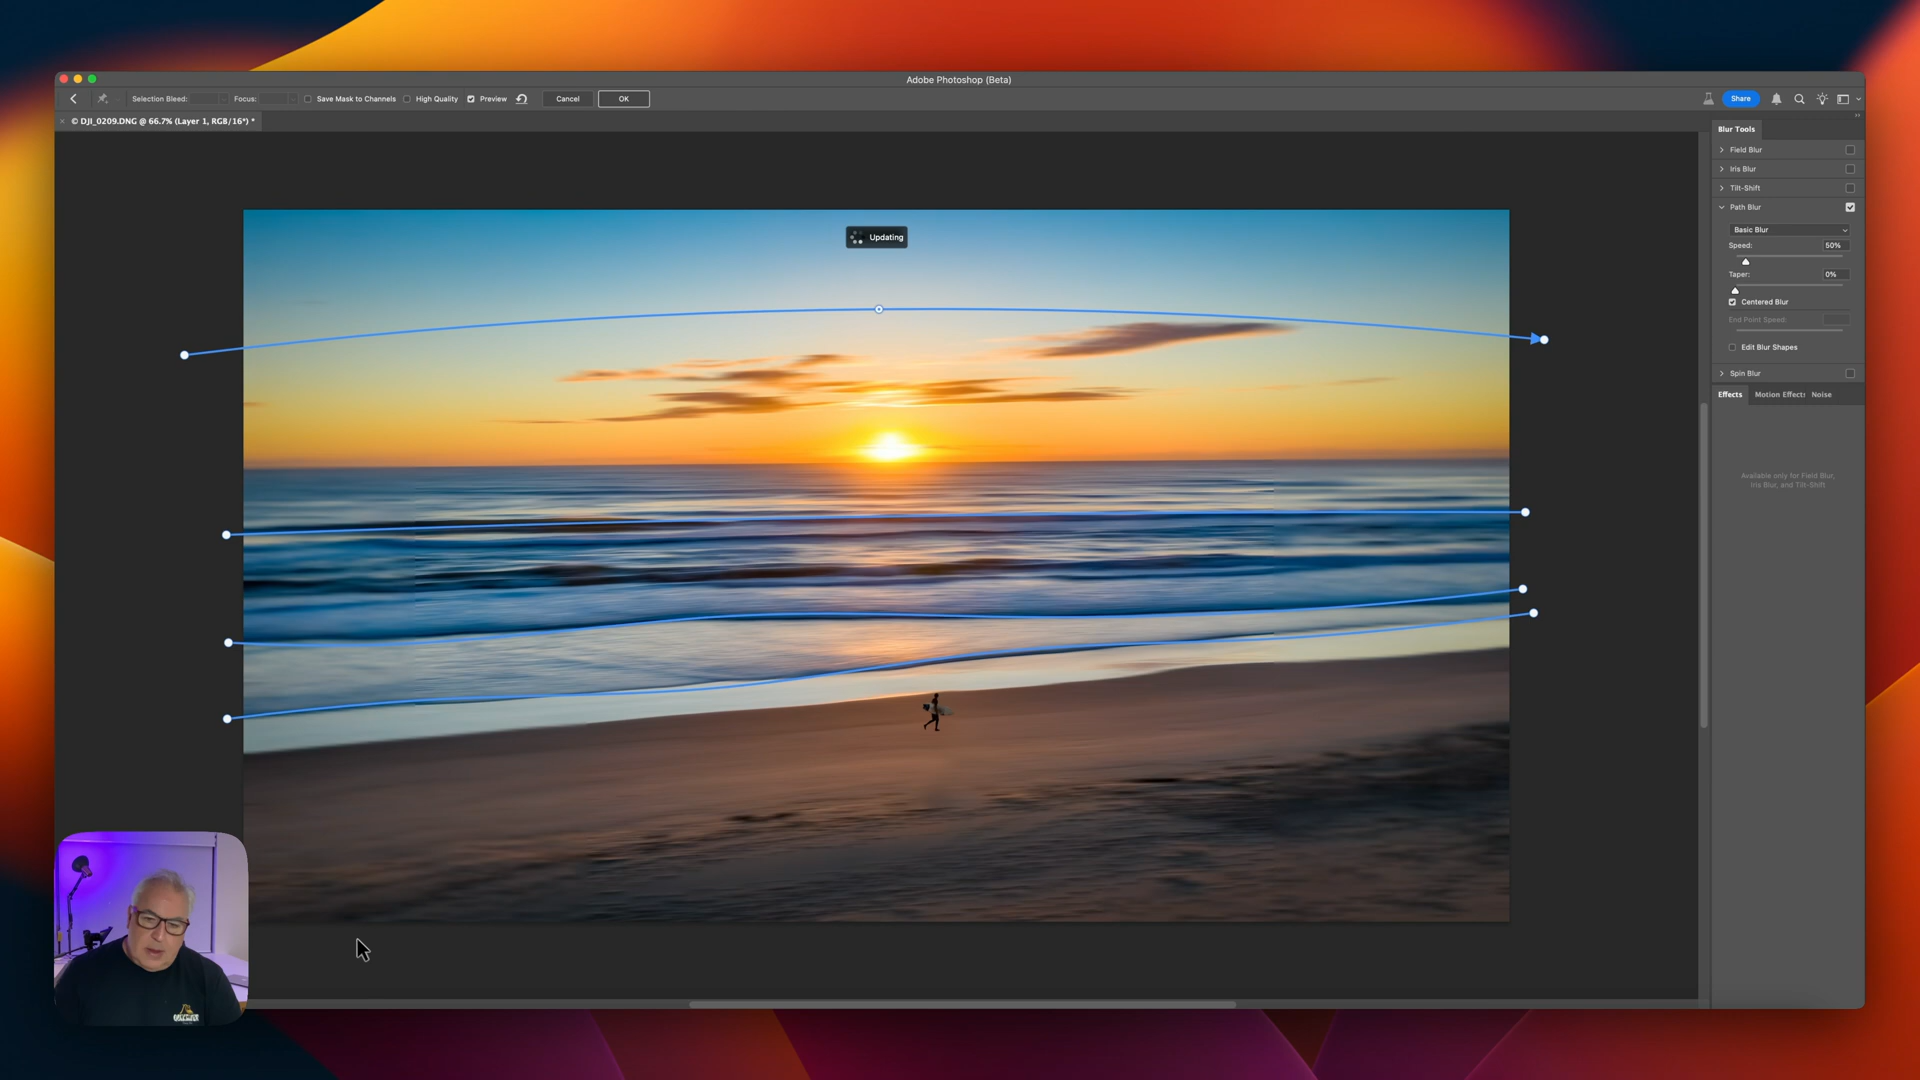 Adobe Photoshop (Beta)
Selection Bleed:
Focus:
Save Mask to Channels
High Quality
Preview
Cancel
OK
Share
© DJI_0209.DNG @ 66.7% (Layer 1, RGB/16*) *
Blur Tools
Field Blur
Iris Blur
Tilt-Shift
Path Blur
Basic Blur
Speed:
50%
Taper:
0%
Centered Blur
End Point Speed:
Edit Blur Shapes
Spin Blur
Effects
Motion Effects
Noise
Available only for Field Blur,
Iris Blur, and Tilt-Shift
Updating